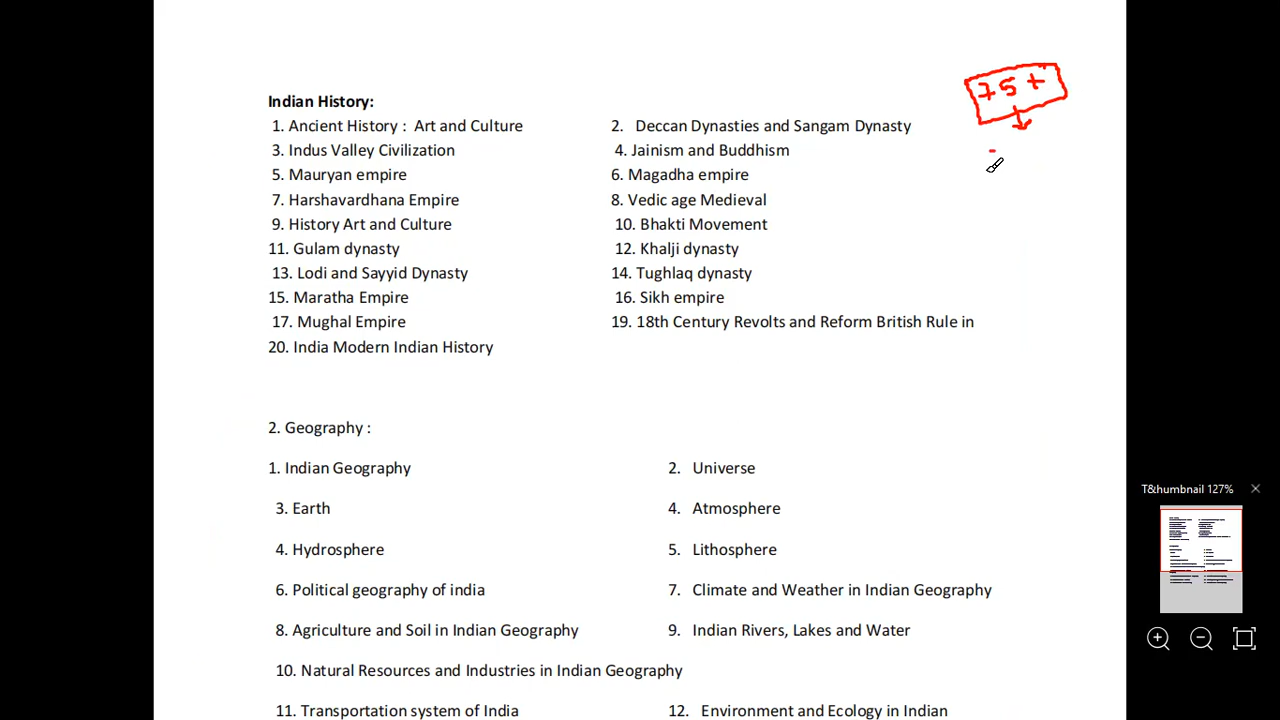 75+
Indian History:
1. Ancient History : Art and Culture 2. Deccan Dynasties and Sangam Dynasty
3. Indus Valley Civilization 4. Jainism and Buddhism
5. Mauryan empire 6. Magadha empire
7. Harshavardhana Empire 8. Vedic age Medieval
9. History Art and Culture 10. Bhakti Movement
11. Gulam dynasty 12. Khalji dynasty
13. Lodi and Sayyid Dynasty 14. Tughlaq dynasty
15. Maratha Empire 16. Sikh empire
17. Mughal Empire 19. 18th Century Revolts and Reform British Rule in
20. India Modern Indian History
2. Geography :
1. Indian Geography 2. Universe
3. Earth 4. Atmosphere
4. Hydrosphere 5. Lithosphere
6. Political geography of india 7. Climate and Weather in Indian Geography
8. Agriculture and Soil in Indian Geography 9. Indian Rivers, Lakes and Water
10. Natural Resources and Industries in Indian Geography
11. Transportation system of India 12. Environment and Ecology in Indian
T&humbnail 127%